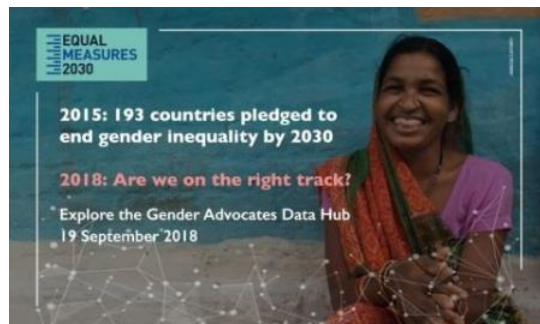 EQUAL
MEASURES
2030
2015: 193 countries pledged to
end gender inequality by 2030
2018: Are we on the right track?
Explore the Gender Advocates Data Hub
19 September 2018